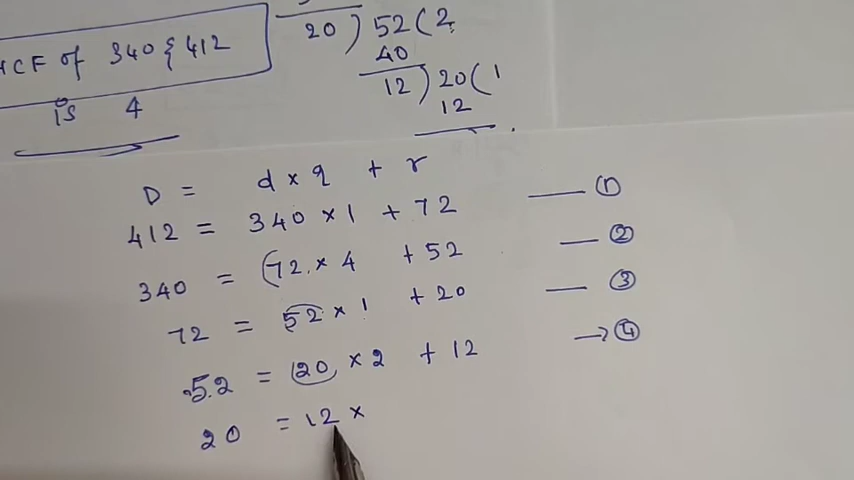 HCF of 340 & 412
is 4
20 ) 52 ( 2
40
12 ) 20 ( 1
12
D = d × q + r
412 = 340 × 1 + 72 —— ①
340 = (72 × 4 + 52 — ②
72 = 52 × 1 + 20 — ③
52 = 20 × 2 + 12 → ④
20 = 12 ×